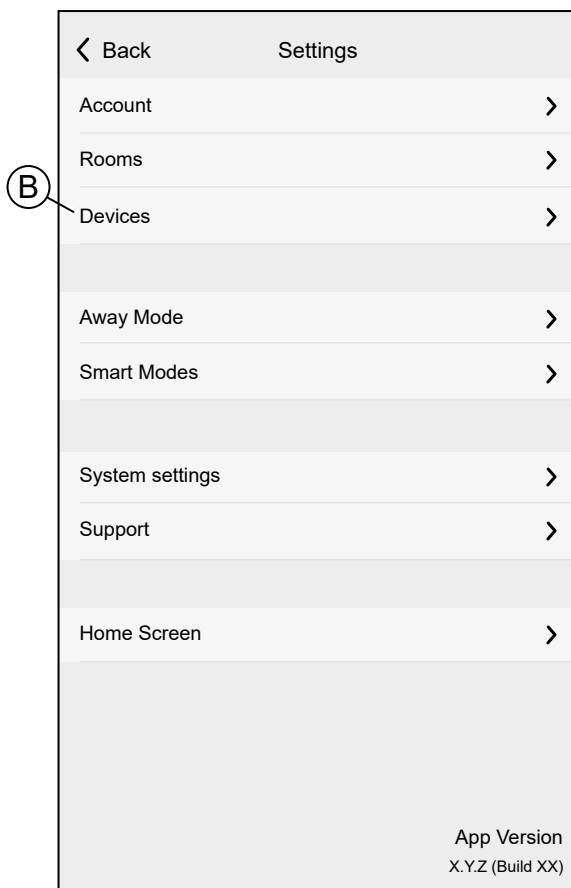 Back Settings
Account
Rooms
B
Devices
Away Mode
Smart Modes
System settings
Support
Home Screen
App Version
X.Y.Z (Build XX)